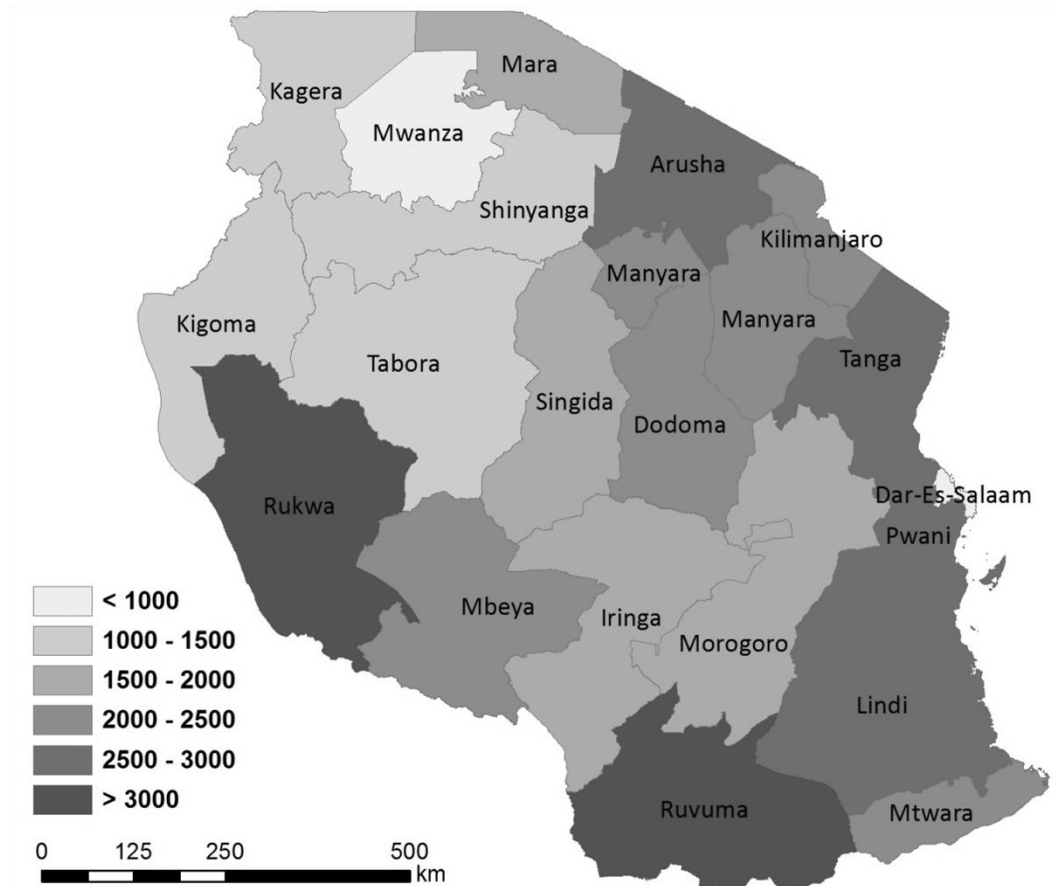 Mara
Kagera
Mwanza
Arusha
Shinyanga
Kilimanjaro
Manyara
Manyara
Kigoma
Tanga
Tabora
Singida
Dodoma
Dar-Es-Salaam
Rukwa
Pwani
Mbeya
Iringa
Morogoro
Lindi
Ruvuma
Mtwara
< 1000
1000 - 1500
1500 - 2000
2000 - 2500
2500 - 3000
> 3000
0 125 250 500
km